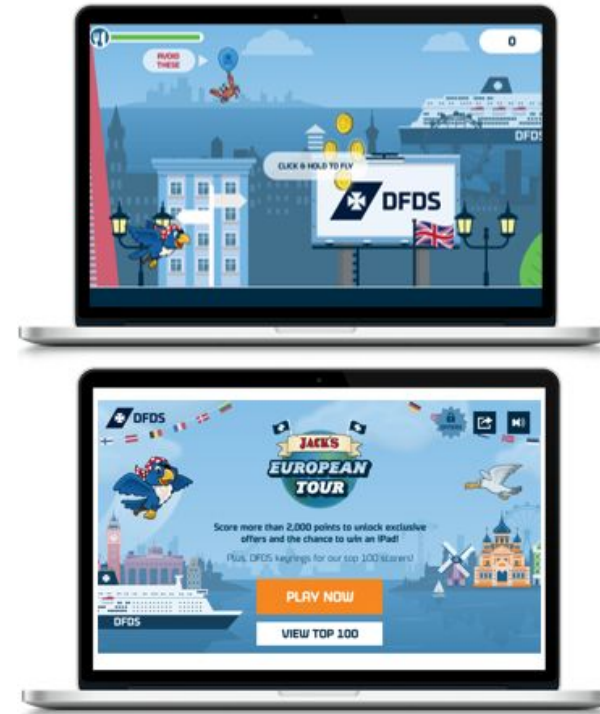 AVOID
THESE
0
CLICK & HOLD TO FLY
DFDS
DFDS
DFDS
OFFERS
JACK'S
EUROPEAN
TOUR
Score more than 2,000 points to unlock exclusive
offers and the chance to win an iPad!
Plus, DFDS keyrings for our top 100 scorers!
PLAY NOW
VIEW TOP 100
DFDS